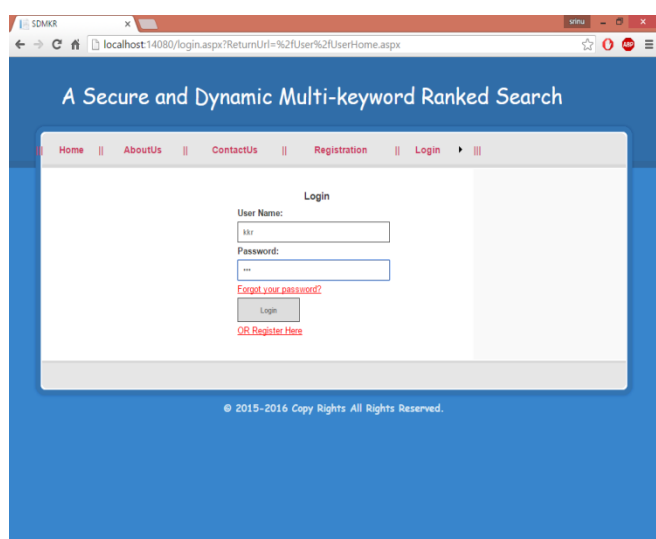 SDMKR
srinu
localhost:14080/login.aspx?ReturnUrl=%2fUser%2fUserHome.aspx
ABP
A Secure and Dynamic Multi-keyword Ranked Search
|| Home || AboutUs || ContactUs || Registration || Login |||
Login
User Name:
kkr
Password:
•••
Forgot your password?
Login
OR Register Here
© 2015-2016 Copy Rights All Rights Reserved.